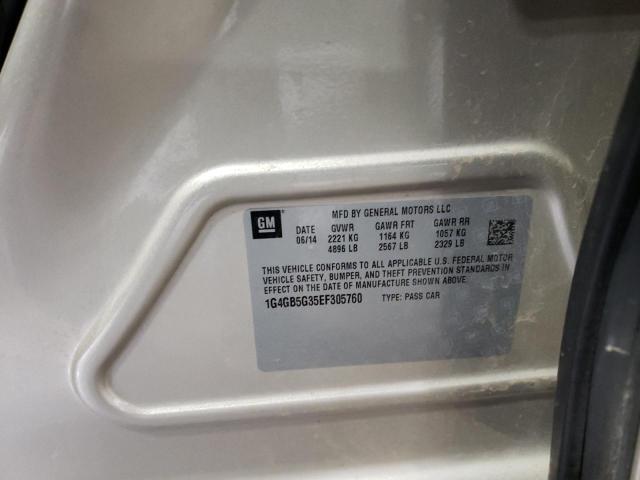 GM
MFD BY GENERAL MOTORS LLC
DATE GVWR GAWR FRT GAWR RR
06/14 2221 KG 1164 KG 1057 KG
4896 LB 2567 LB 2329 LB
THIS VEHICLE CONFORMS TO ALL APPLICABLE U.S. FEDERAL MOTOR
VEHICLE SAFETY, BUMPER, AND THEFT PREVENTION STANDARDS IN
EFFECT ON THE DATE OF MANUFACTURE SHOWN ABOVE.
1G4GB5G35EF305760 TYPE: PASS CAR